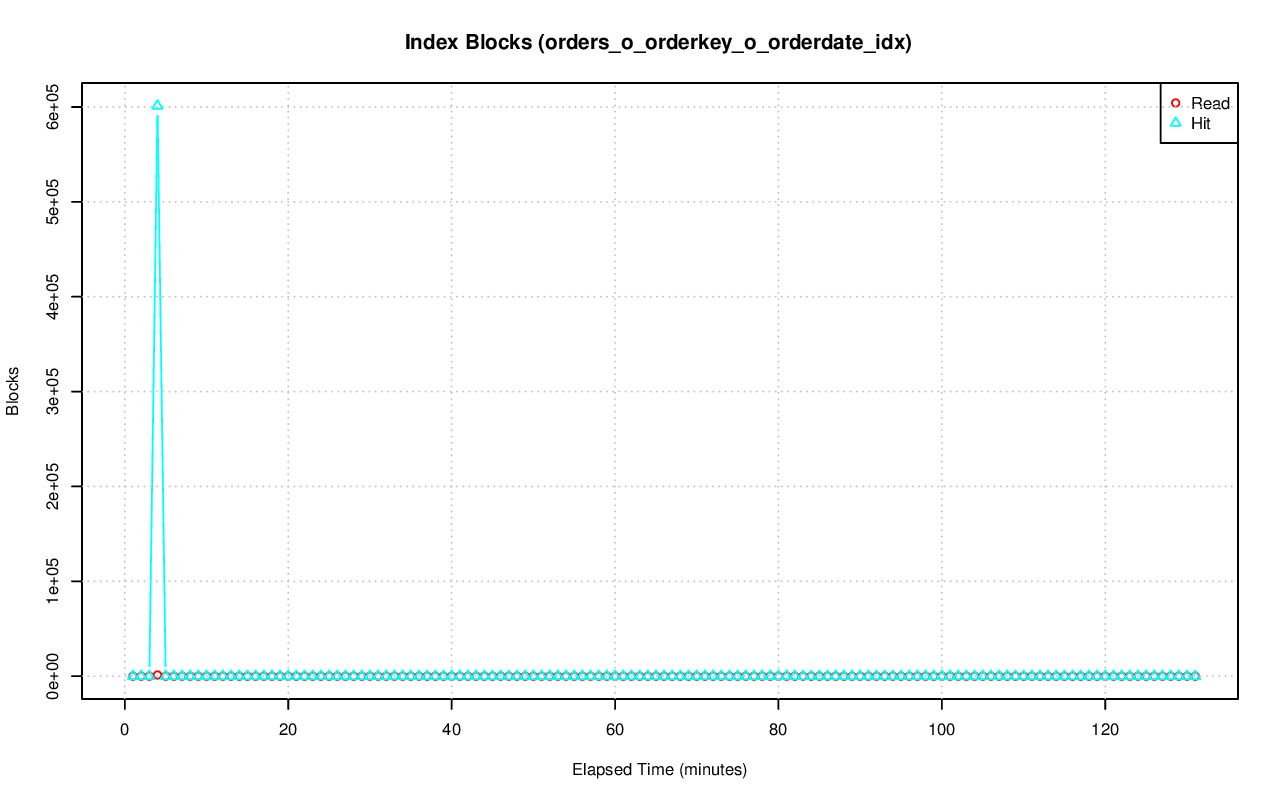 Index Blocks (orders_o_orderkey_o_orderdate_idx)
Read
Hit
6e+05
5e+05
4e+05
3e+05
2e+05
1e+05
0e+00
Blocks
0 20 40 60 80 100 120
Elapsed Time (minutes)